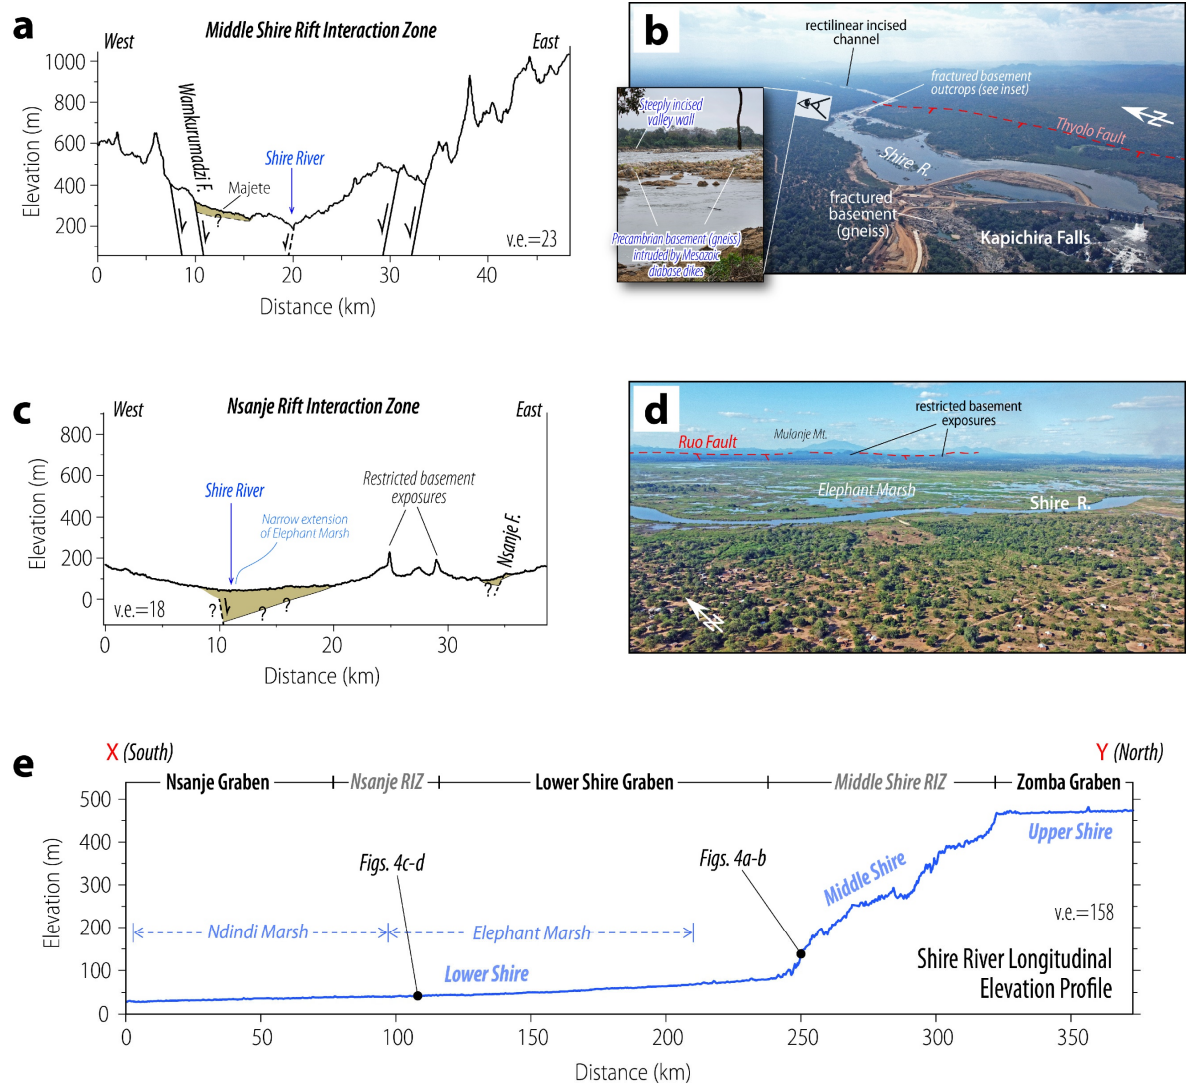 a
Middle Shire Rift Interaction Zone
West
East
1000
800
600
400
200
Elevation (m)
Wamkurumadzi F.
Majete
?
Shire River
v.e.=23
0
10
20
30
40
Distance (km)
b
rectilinear incised
channel
fractured basement
outcrops (see inset)
N
Thyolo Fault
Shire R.
fractured
basement
(gneiss)
Kapichira Falls
Steeply incised
valley wall
Precambrian basement (gneiss)
intruded by Mesozoic
diabase dikes
c
Nsanje Rift Interaction Zone
West
East
800
600
400
200
0
Elevation (m)
Shire River
Narrow extension
of Elephant Marsh
Restricted basement
exposures
Nsanje F.
?
?
?
?
v.e.=18
0
10
20
30
Distance (km)
d
restricted basement
exposures
Ruo Fault
Mulanje Mt.
Elephant Marsh
Shire R.
N
e
X (South)
Y (North)
Nsanje Graben
Nsanje RIZ
Lower Shire Graben
Middle Shire RIZ
Zomba Graben
500
400
300
200
100
0
Elevation (m)
Figs. 4c-d
Figs. 4a-b
Middle Shire
Upper Shire
Ndindi Marsh
Elephant Marsh
Lower Shire
v.e.=158
Shire River Longitudinal
Elevation Profile
0
50
100
150
200
250
300
350
Distance (km)